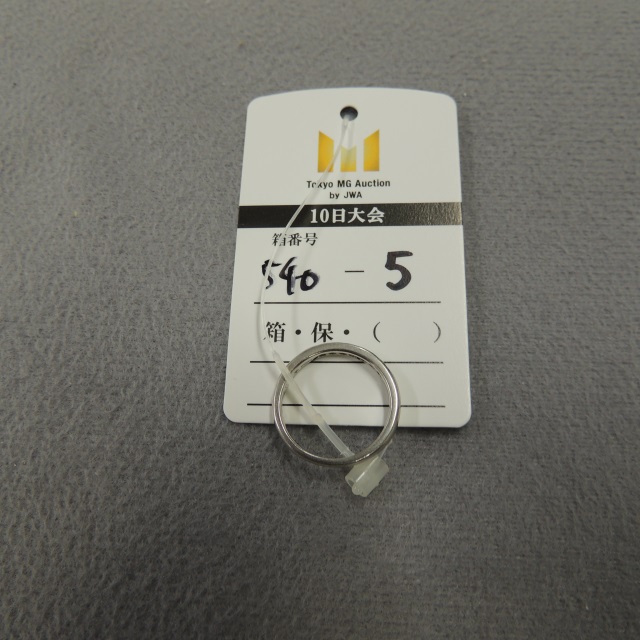 Tokyo MG Auction
by JWA
10日大会
箱番号
540 - 5
箱・保・(　　)